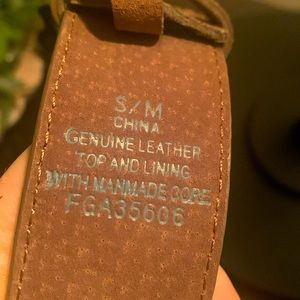 S/M
CHINA
GENUINE LEATHER
TOP AND LINING
WITH MANMADE CORE
FGA35606